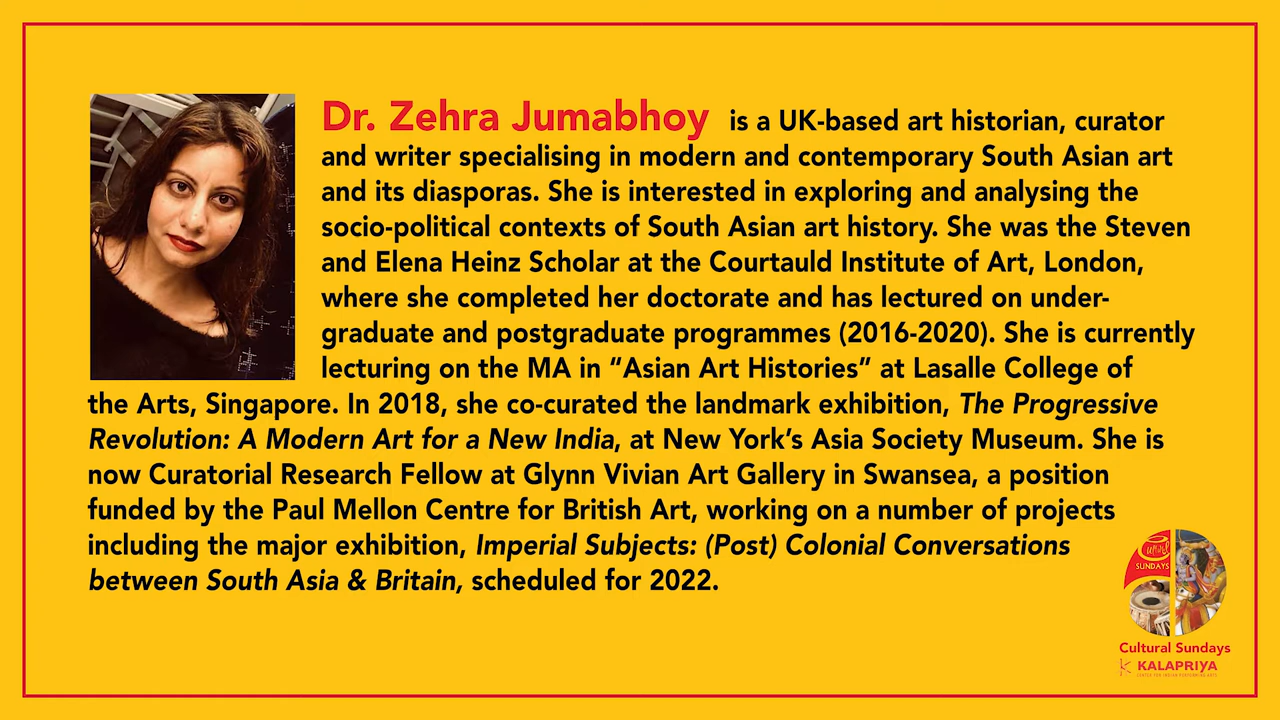 Dr. Zehra Jumabhoy is a UK-based art historian, curator
and writer specialising in modern and contemporary South Asian art
and its diasporas. She is interested in exploring and analysing the
socio-political contexts of South Asian art history. She was the Steven
and Elena Heinz Scholar at the Courtauld Institute of Art, London,
where she completed her doctorate and has lectured on under-
graduate and postgraduate programmes (2016-2020). She is currently
lecturing on the MA in “Asian Art Histories” at Lasalle College of
the Arts, Singapore. In 2018, she co-curated the landmark exhibition, The Progressive
Revolution: A Modern Art for a New India, at New York’s Asia Society Museum. She is
now Curatorial Research Fellow at Glynn Vivian Art Gallery in Swansea, a position
funded by the Paul Mellon Centre for British Art, working on a number of projects
including the major exhibition, Imperial Subjects: (Post) Colonial Conversations
between South Asia & Britain, scheduled for 2022.
SUNDAYS
Cultural Sundays
KALAPRIYA
CENTER FOR INDIAN PERFORMING ARTS